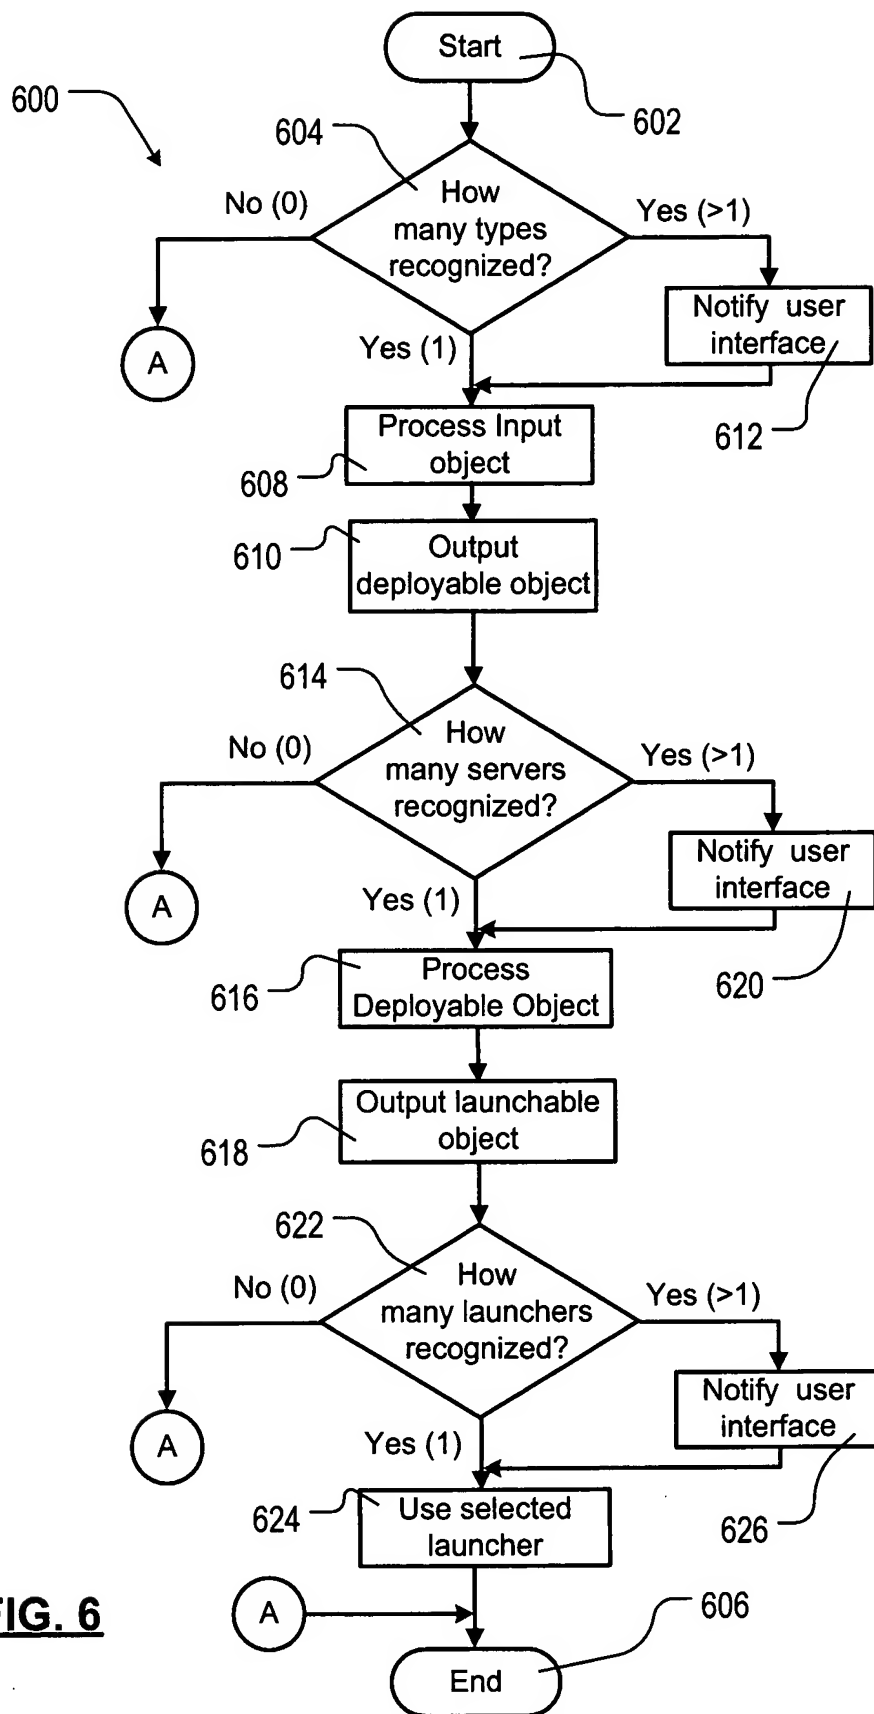 Start
600
602
604
How
many types
recognized?
No (0)
Yes (>1)
Notify user
interface
A
Yes (1)
612
Process Input
object
608
610
Output
deployable object
614
How
many servers
recognized?
No (0)
Yes (>1)
Notify user
interface
A
Yes (1)
620
Process
Deployable Object
616
Output launchable
object
618
622
How
many launchers
recognized?
No (0)
Yes (>1)
Notify user
interface
A
Yes (1)
624
Use selected
launcher
626
A
606
FIG. 6
End